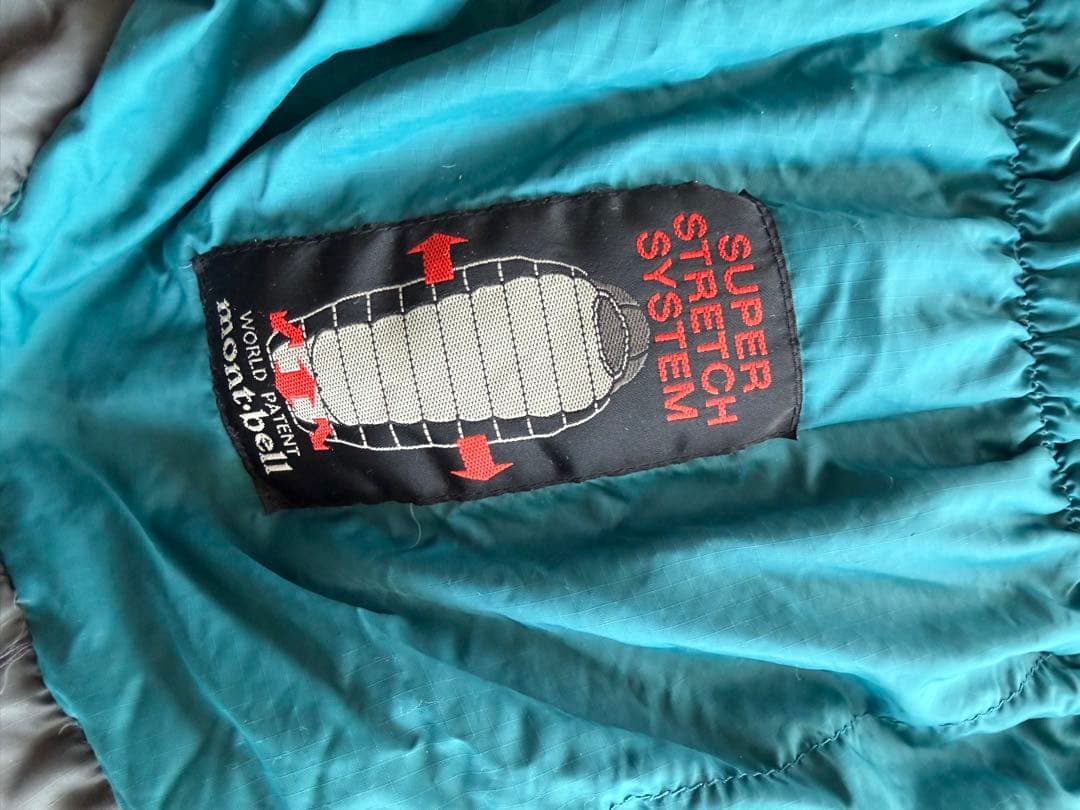 SUPER
STRETCH
SYSTEM
WORLD PATENT
mont·bell